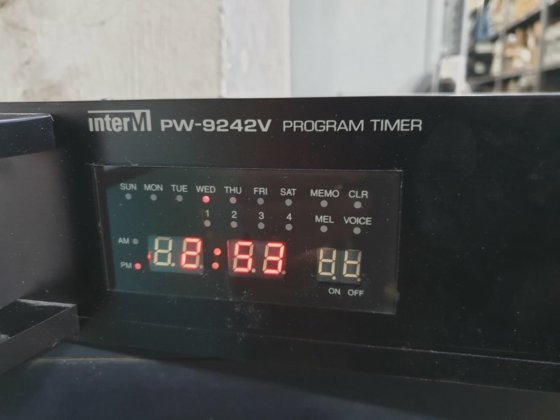 interM PW-9242V PROGRAM TIMER
SUN MON TUE WED THU FRI SAT MEMO CLR
1 2 3 4 MEL VOICE
AM
PM
ON OFF